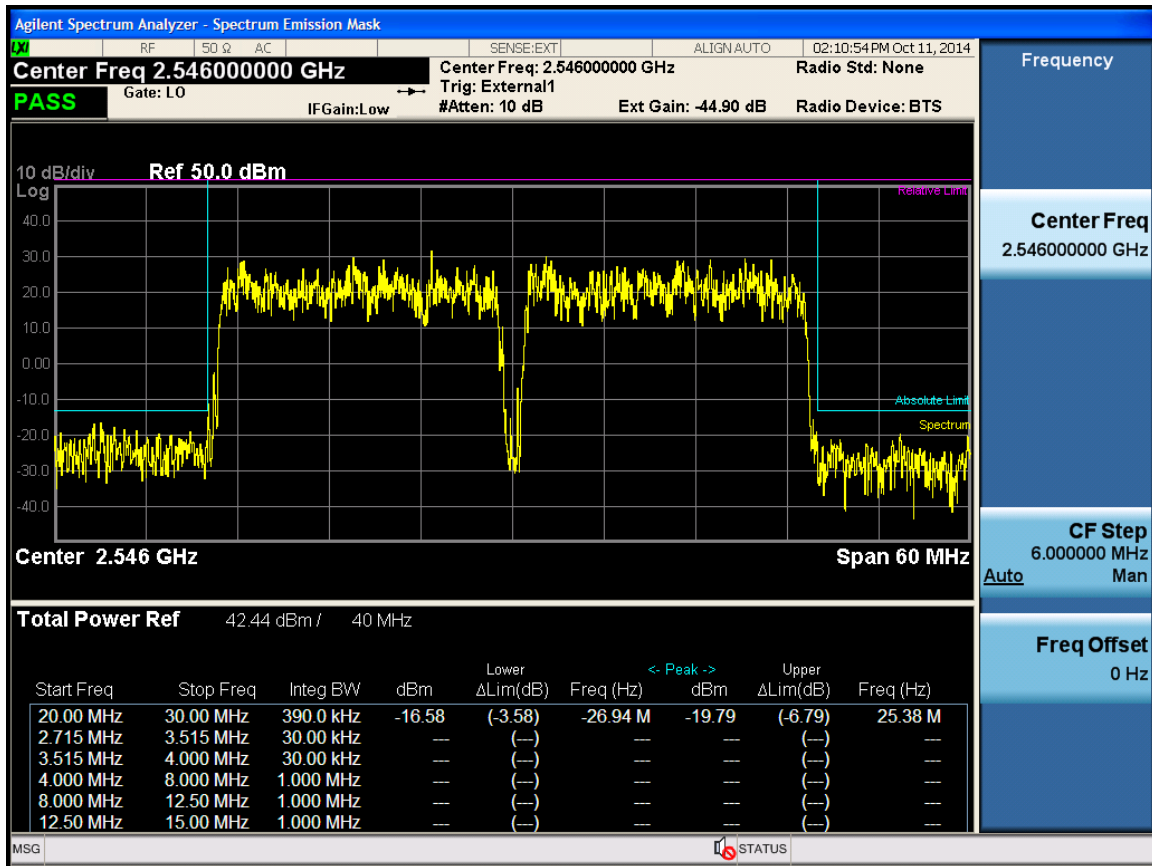 Agilent Spectrum Analyzer - Spectrum Emission Mask
LXI RF 50 Ω AC SENSE:EXT ALIGN AUTO 02:10:54 PM Oct 11, 2014
Center Freq 2.546000000 GHz
Center Freq: 2.546000000 GHz
Radio Std: None
PASS
Gate: LO
Trig: External1
IFGain:Low
#Atten: 10 dB
Ext Gain: -44.90 dB
Radio Device: BTS
10 dB/div Ref 50.0 dBm
Log
Relative Limit
40.0
30.0
20.0
10.0
0.00
-10.0
Absolute Limit
Spectrum
-20.0
-30.0
-40.0
Center 2.546 GHz
Span 60 MHz
Total Power Ref 42.44 dBm / 40 MHz
Lower <- Peak -> Upper
Start Freq Stop Freq Integ BW dBm ΔLim(dB) Freq (Hz) dBm ΔLim(dB) Freq (Hz)
20.00 MHz 30.00 MHz 390.0 kHz -16.58 (-3.58) -26.94 M -19.79 (-6.79) 25.38 M
2.715 MHz 3.515 MHz 30.00 kHz --- (---) --- --- (---) ---
3.515 MHz 4.000 MHz 30.00 kHz --- (---) --- --- (---) ---
4.000 MHz 8.000 MHz 1.000 MHz --- (---) --- --- (---) ---
8.000 MHz 12.50 MHz 1.000 MHz --- (---) --- --- (---) ---
12.50 MHz 15.00 MHz 1.000 MHz --- (---) --- --- (---) ---
MSG
STATUS
Frequency
Center Freq
2.546000000 GHz
CF Step
6.000000 MHz
Auto Man
Freq Offset
0 Hz